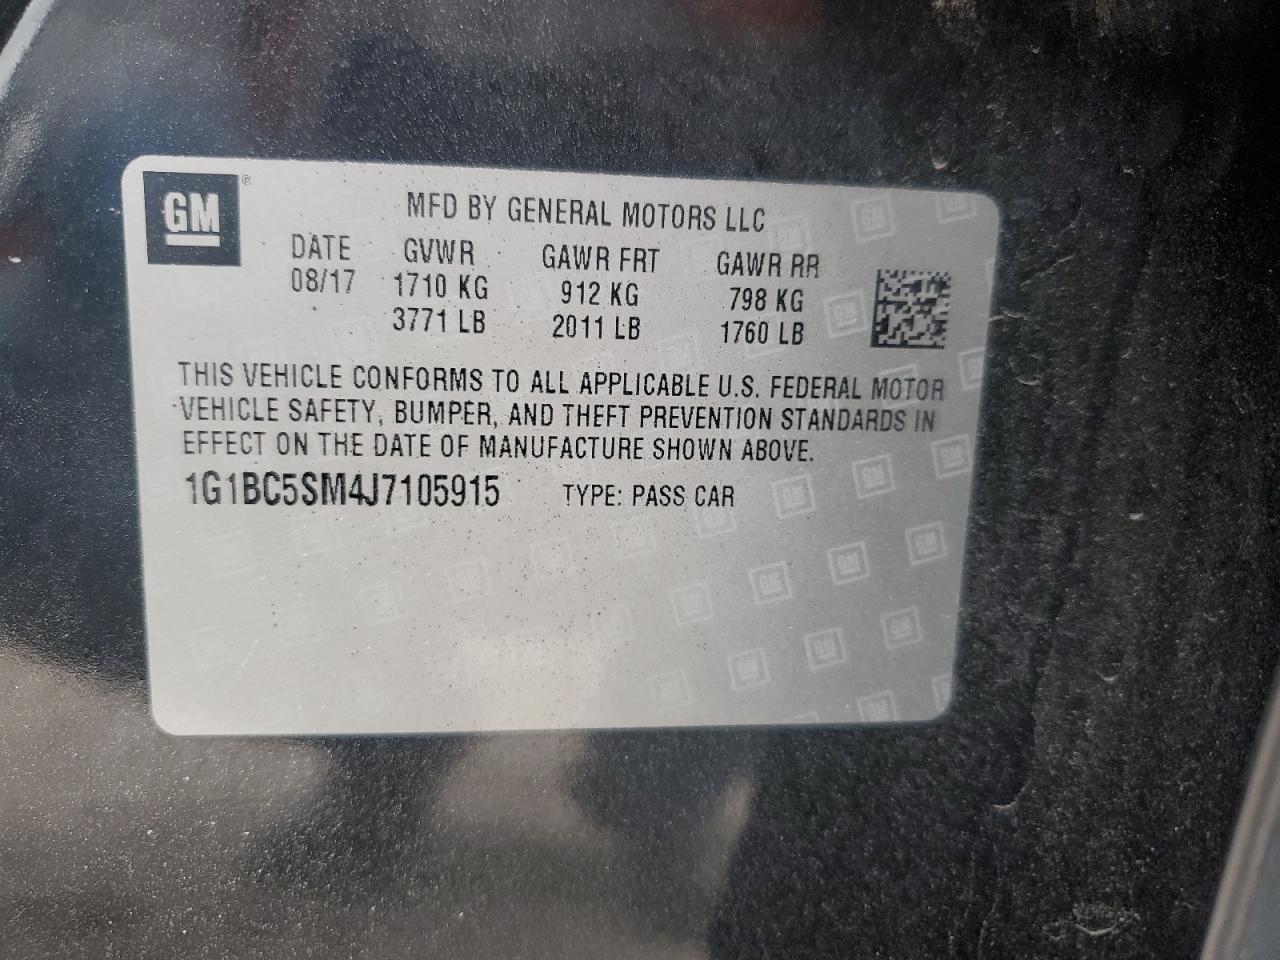 GM®
MFD BY GENERAL MOTORS LLC
DATE GVWR GAWR FRT GAWR RR
08/17 1710 KG 912 KG 798 KG
3771 LB 2011 LB 1760 LB
THIS VEHICLE CONFORMS TO ALL APPLICABLE U.S. FEDERAL MOTOR
VEHICLE SAFETY, BUMPER, AND THEFT PREVENTION STANDARDS IN
EFFECT ON THE DATE OF MANUFACTURE SHOWN ABOVE.
1G1BC5SM4J7105915 TYPE: PASS CAR